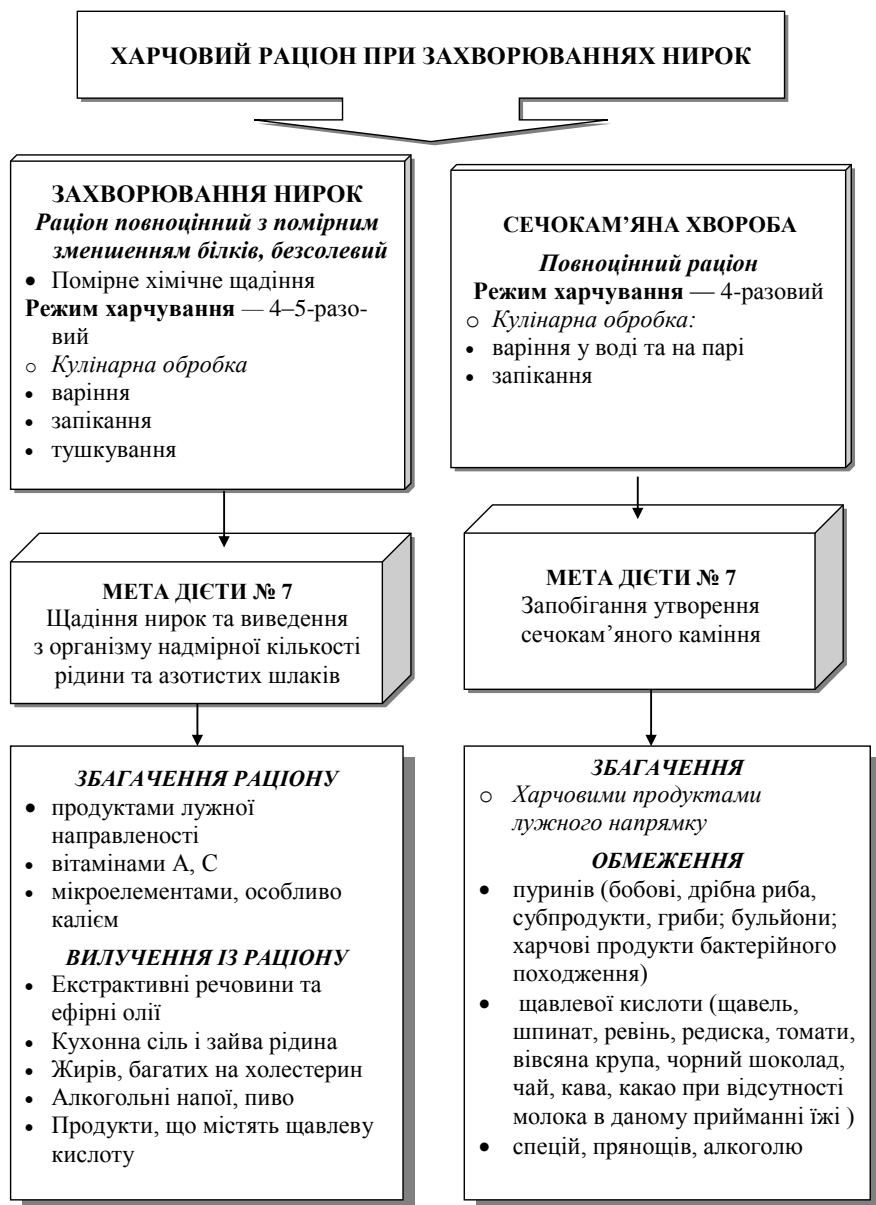 ХАРЧОВИЙ РАЦІОН ПРИ ЗАХВОРЮВАННЯХ НИРОК
ЗАХВОРЮВАННЯ НИРОК
Раціон повноцінний з помірним
зменшенням білків, безсолевий
• Помірне хімічне щадіння
Режим харчування — 4–5-разо-
вий
○ Кулінарна обробка
• варіння
• запікання
• тушкування
МЕТА ДІЄТИ № 7
Щадіння нирок та виведення
з організму надмірної кількості
рідини та азотистих шлаків
ЗБАГАЧЕННЯ РАЦІОНУ
• продуктами лужної
направленості
• вітамінами А, С
• мікроелементами, особливо
калієм
ВИЛУЧЕННЯ ІЗ РАЦІОНУ
• Екстрактивні речовини та
ефірні олії
• Кухонна сіль і зайва рідина
• Жирів, багатих на холестерин
• Алкогольні напої, пиво
• Продукти, що містять щавлеву
кислоту
СЕЧОКАМ’ЯНА ХВОРОБА
Повноцінний раціон
Режим харчування — 4-разовий
○ Кулінарна обробка:
• варіння у воді та на парі
• запікання
МЕТА ДІЄТИ № 7
Запобігання утворення
сечокам’яного каміння
ЗБАГАЧЕННЯ
○ Харчовими продуктами
лужного напрямку
ОБМЕЖЕННЯ
• пуринів (бобові, дрібна риба,
субпродукти, гриби; бульйони;
харчові продукти бактерійного
походження)
• щавлевої кислоти (щавель,
шпинат, ревінь, редиска, томати,
вівсяна крупа, чорний шоколад,
чай, кава, какао при відсутності
молока в даному прийманні їжі )
• спецій, прянощів, алкоголю